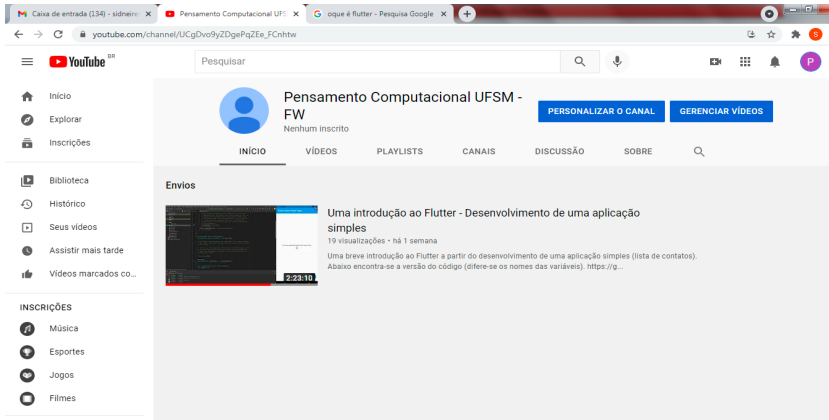 Caixa de entrada (134) - sidneire
Pensamento Computacional UFS
oque é flutter - Pesquisa Google
youtube.com/channel/UCgDvo9yZDgePqZEe_FCnhtw
S
YouTube BR
Pesquisar
P
Início
Explorar
Inscrições
Biblioteca
Histórico
Seus vídeos
Assistir mais tarde
Vídeos marcados co...
INSCRIÇÕES
Música
Esportes
Jogos
Filmes
Pensamento Computacional UFSM -
FW
Nenhum inscrito
PERSONALIZAR O CANAL
GERENCIAR VÍDEOS
INÍCIO VÍDEOS PLAYLISTS CANAIS DISCUSSÃO SOBRE
Envios
2:23:10
Uma introdução ao Flutter - Desenvolvimento de uma aplicação
simples
19 visualizações • há 1 semana
Uma breve introdução ao Flutter a partir do desenvolvimento de uma aplicação simples (lista de contatos).
Abaixo encontra-se a versão do código (difere-se os nomes das variáveis). https://g...